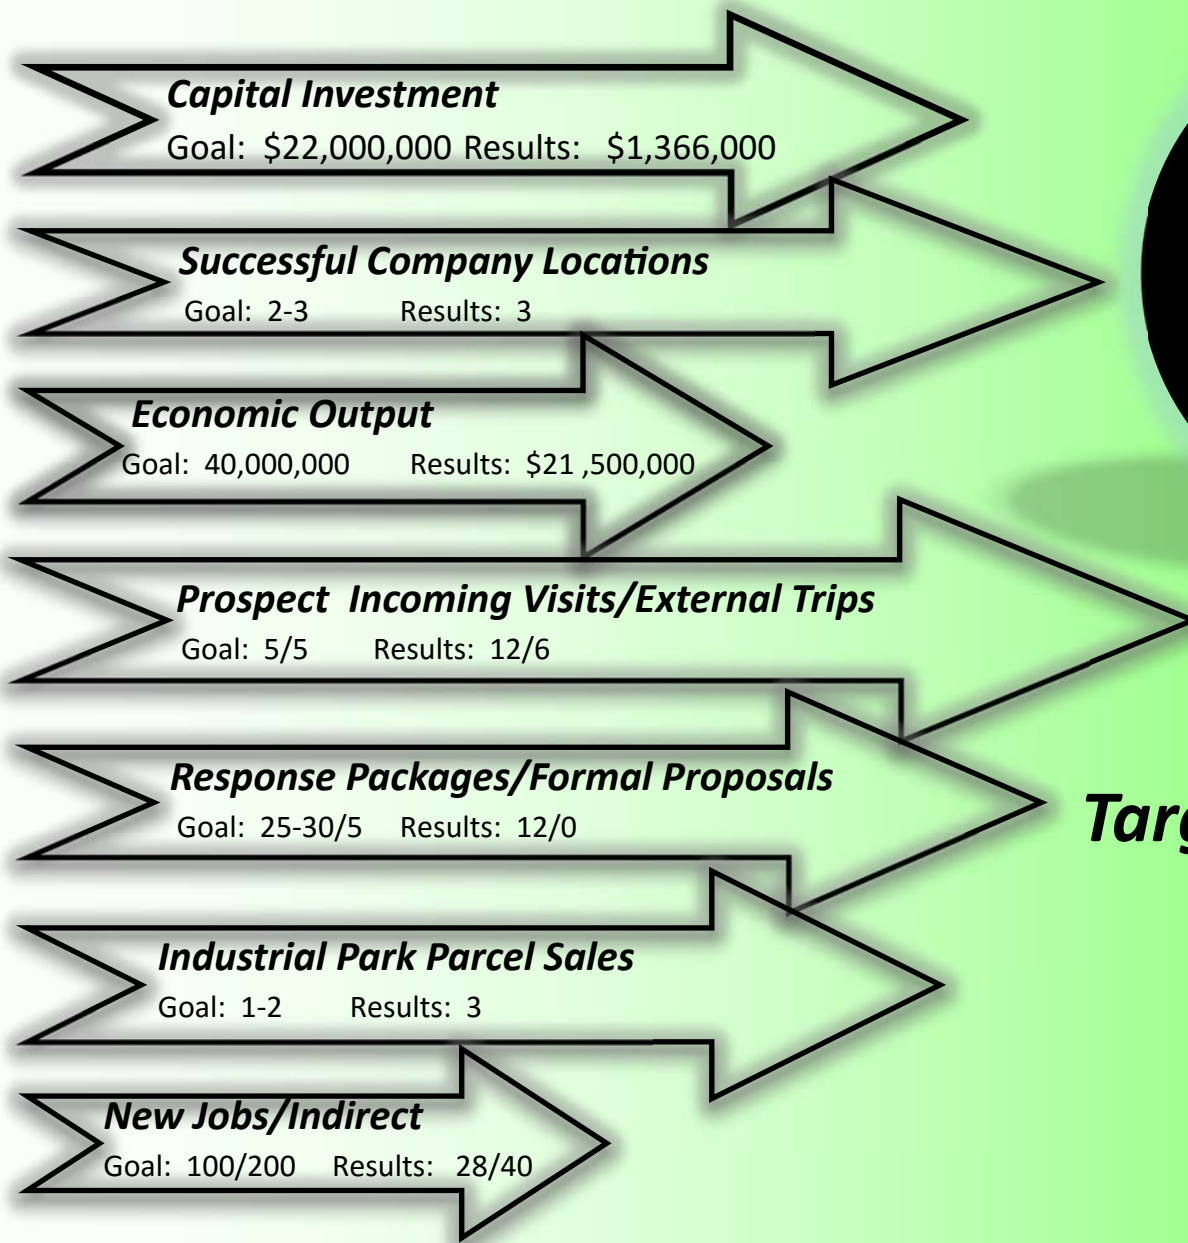 Capital Investment
Goal: $22,000,000 Results: $1,366,000
Successful Company Locations
Goal: 2-3 Results: 3
Economic Output
Goal: 40,000,000 Results: $21 ,500,000
Prospect Incoming Visits/External Trips
Goal: 5/5 Results: 12/6
Response Packages/Formal Proposals
Goal: 25-30/5 Results: 12/0
Industrial Park Parcel Sales
Goal: 1-2 Results: 3
New Jobs/Indirect
Goal: 100/200 Results: 28/40